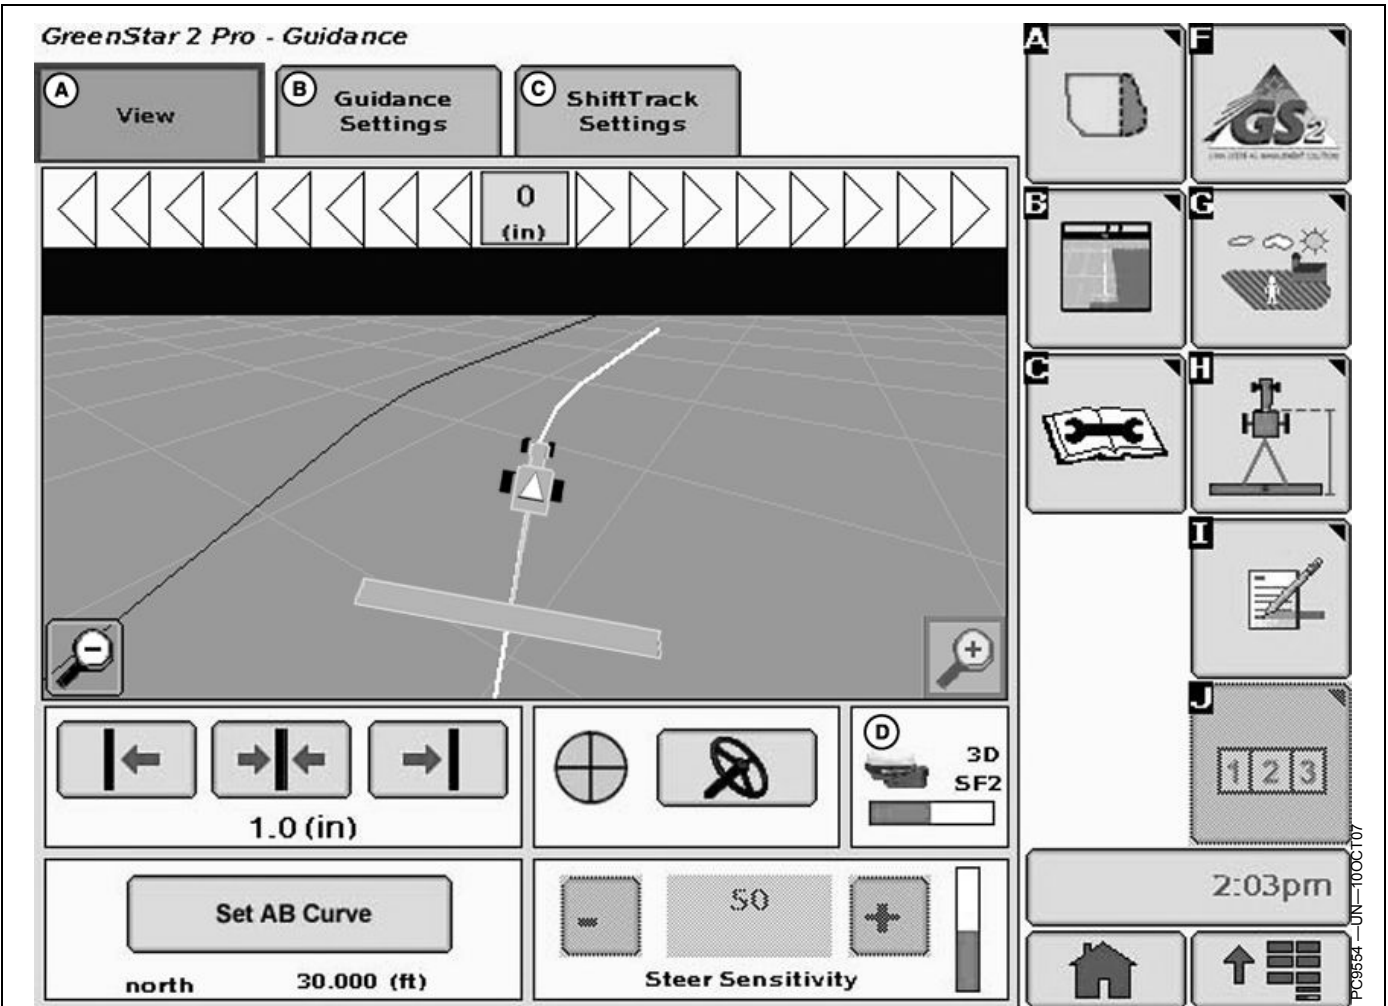 GreenStar 2 Pro - Guidance
A View
B Guidance Settings
C ShiftTrack Settings
0
(in)
1.0 (in)
D
3D
SF2
Set AB Curve
north 30.000 (ft)
-
50
+
Steer Sensitivity
A
F
GS2
B
G
C
H
I
J
1 2 3
2:03pm
PC9554 —UN—10OCT07